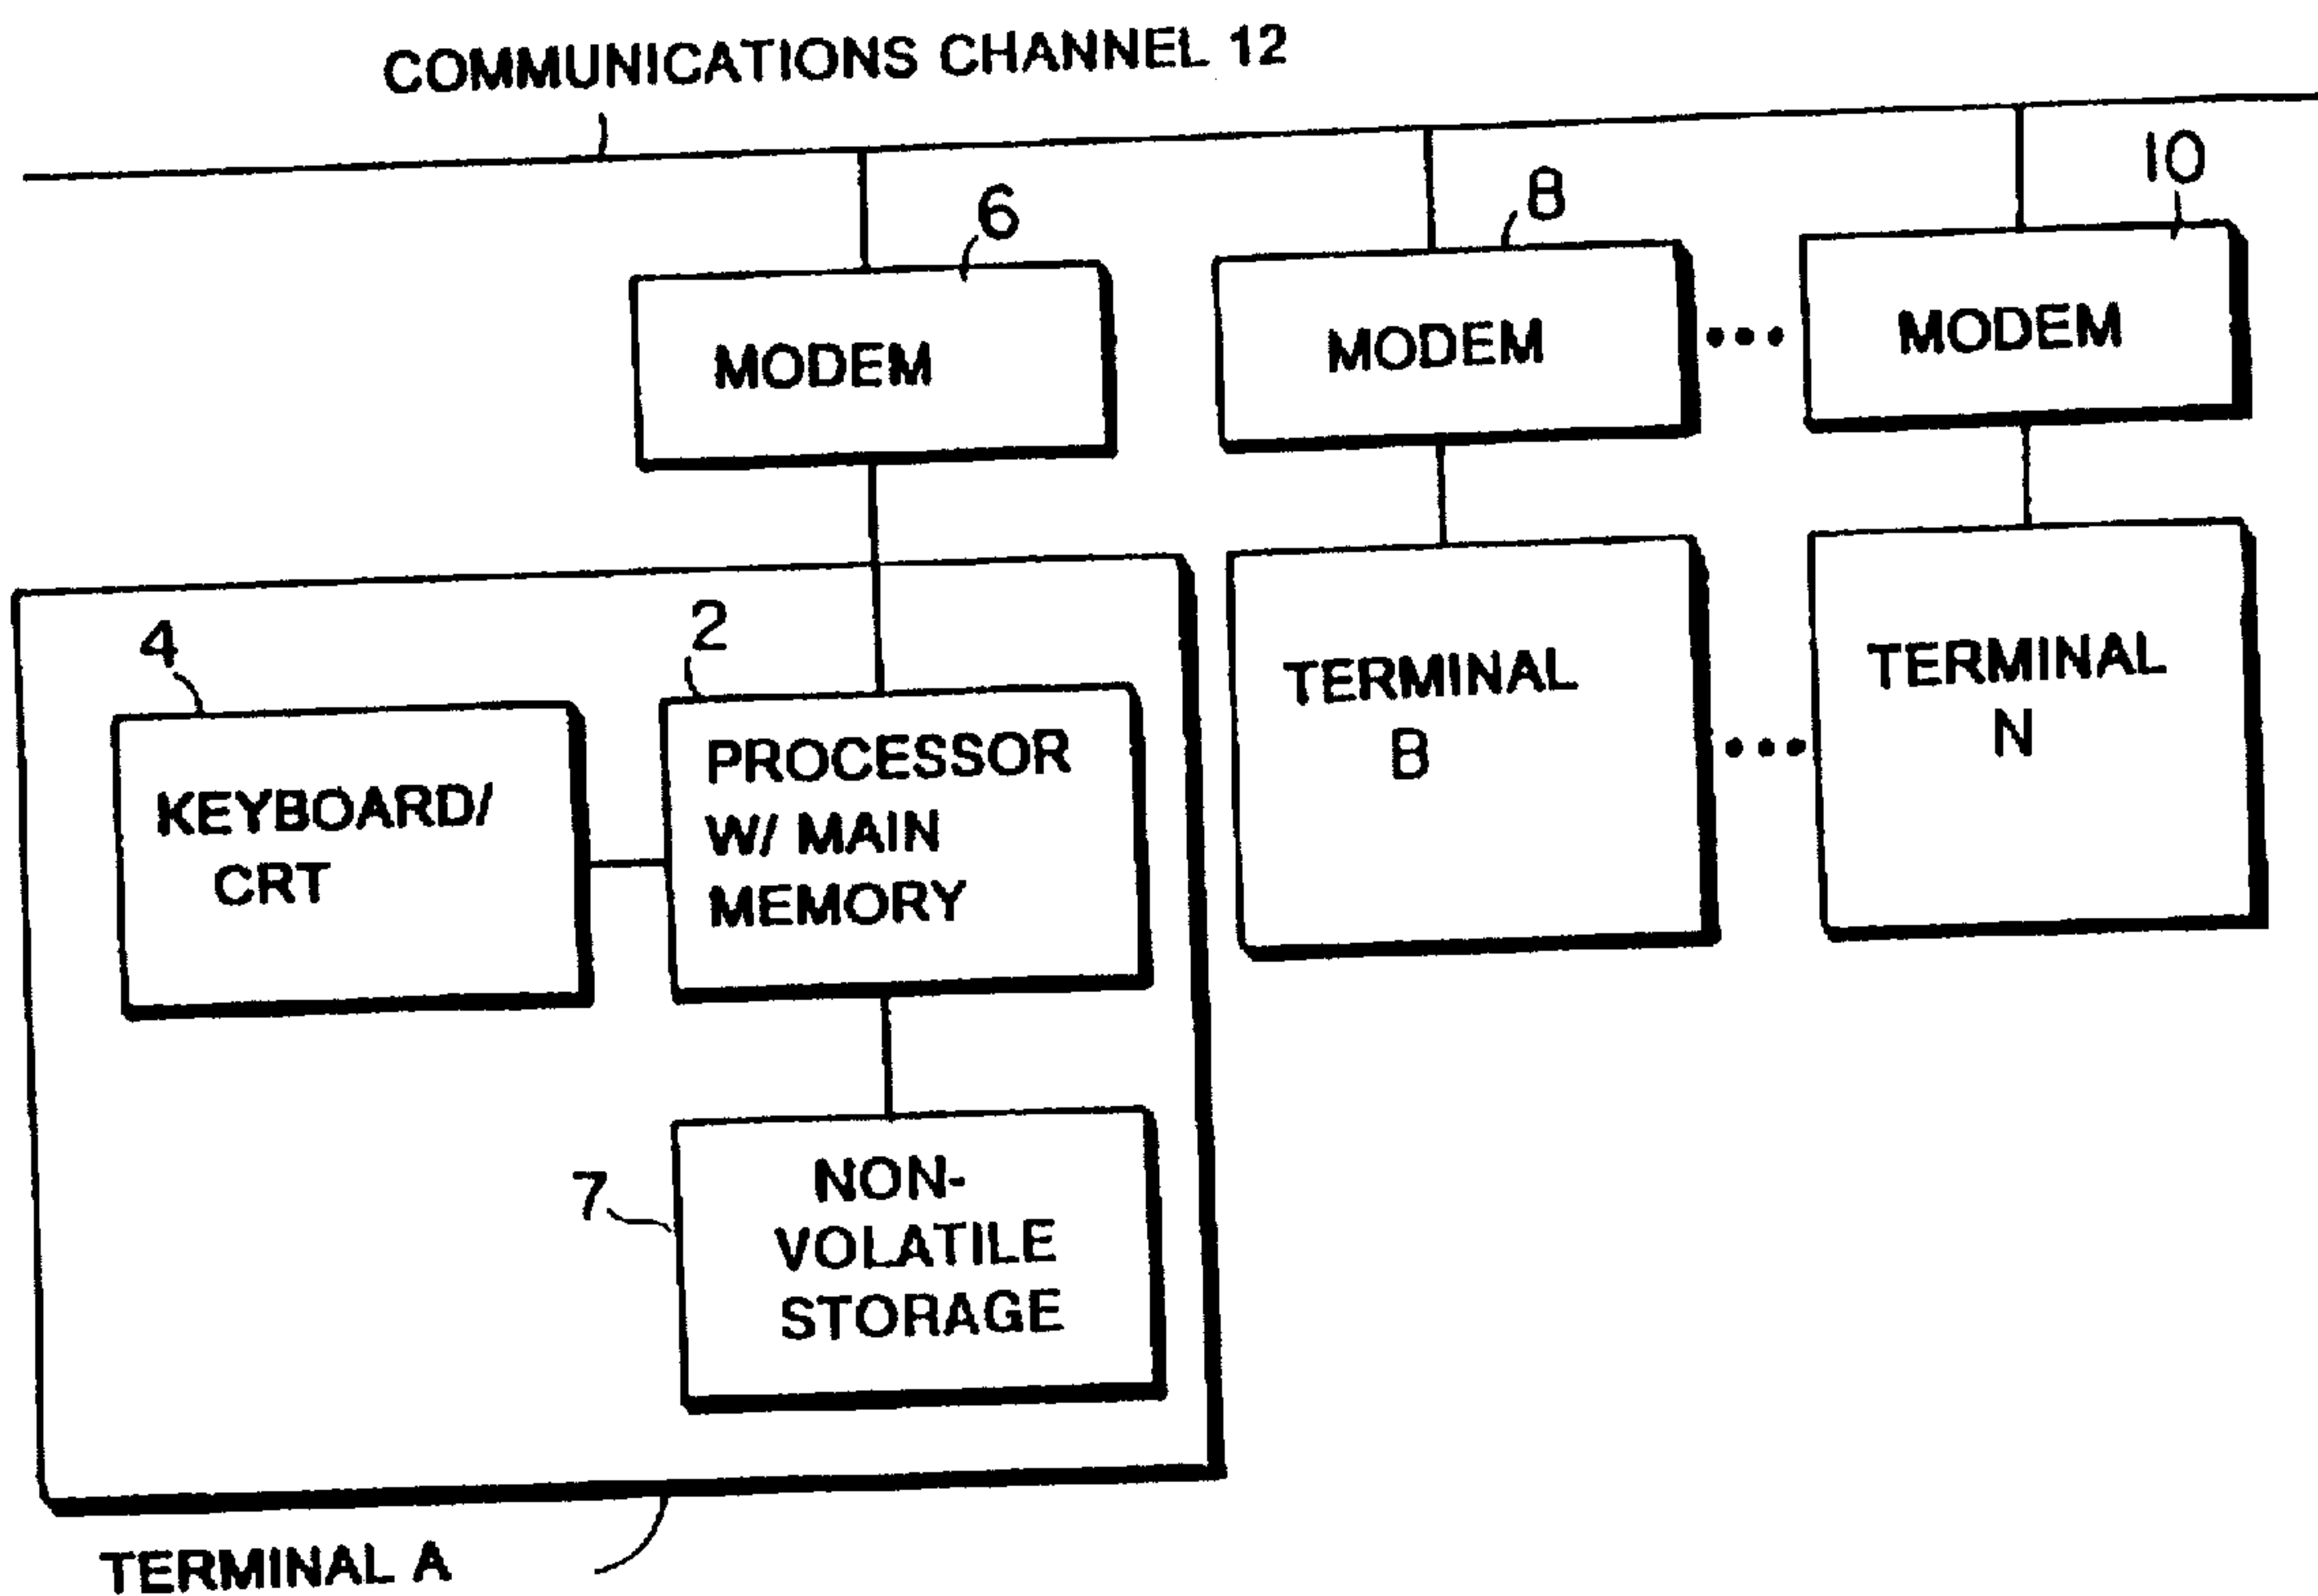 COMMUNICATIONS CHANNEL 12
6
8
10
MODEM
MODEM
MODEM
4
2
KEYBOARD/
CRT
PROCESSOR
W/ MAIN
MEMORY
TERMINAL
B
TERMINAL
N
7
NON-
VOLATILE
STORAGE
TERMINAL A